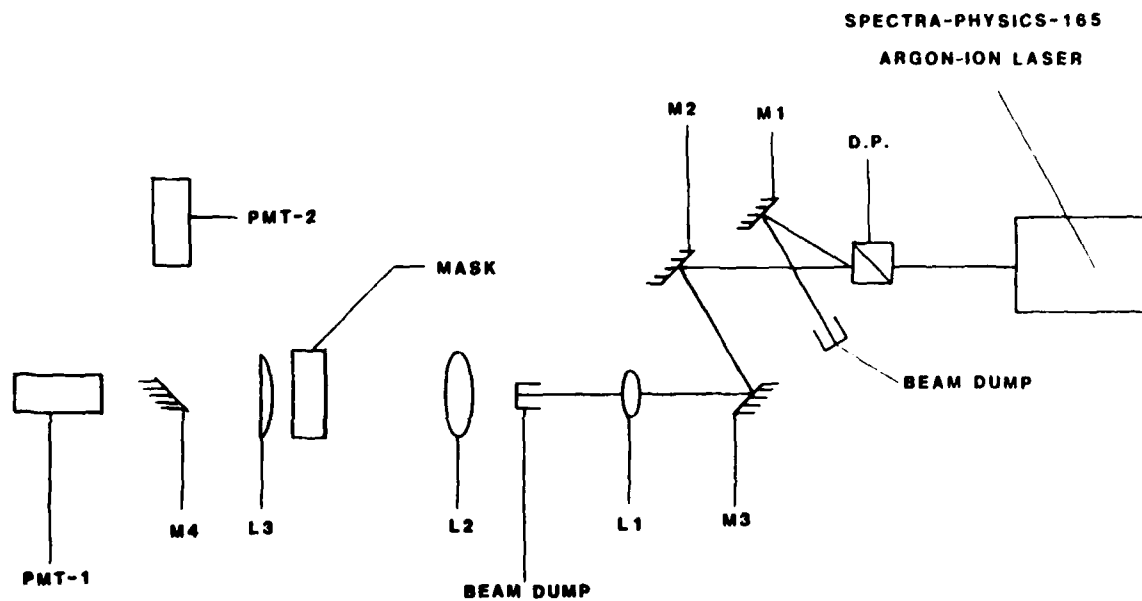 SPECTRA-PHYSICS-165
ARGON-ION LASER
M2
M1
D.P.
PMT-2
MASK
BEAM DUMP
M4
L3
L2
L1
M3
PMT-1
BEAM DUMP